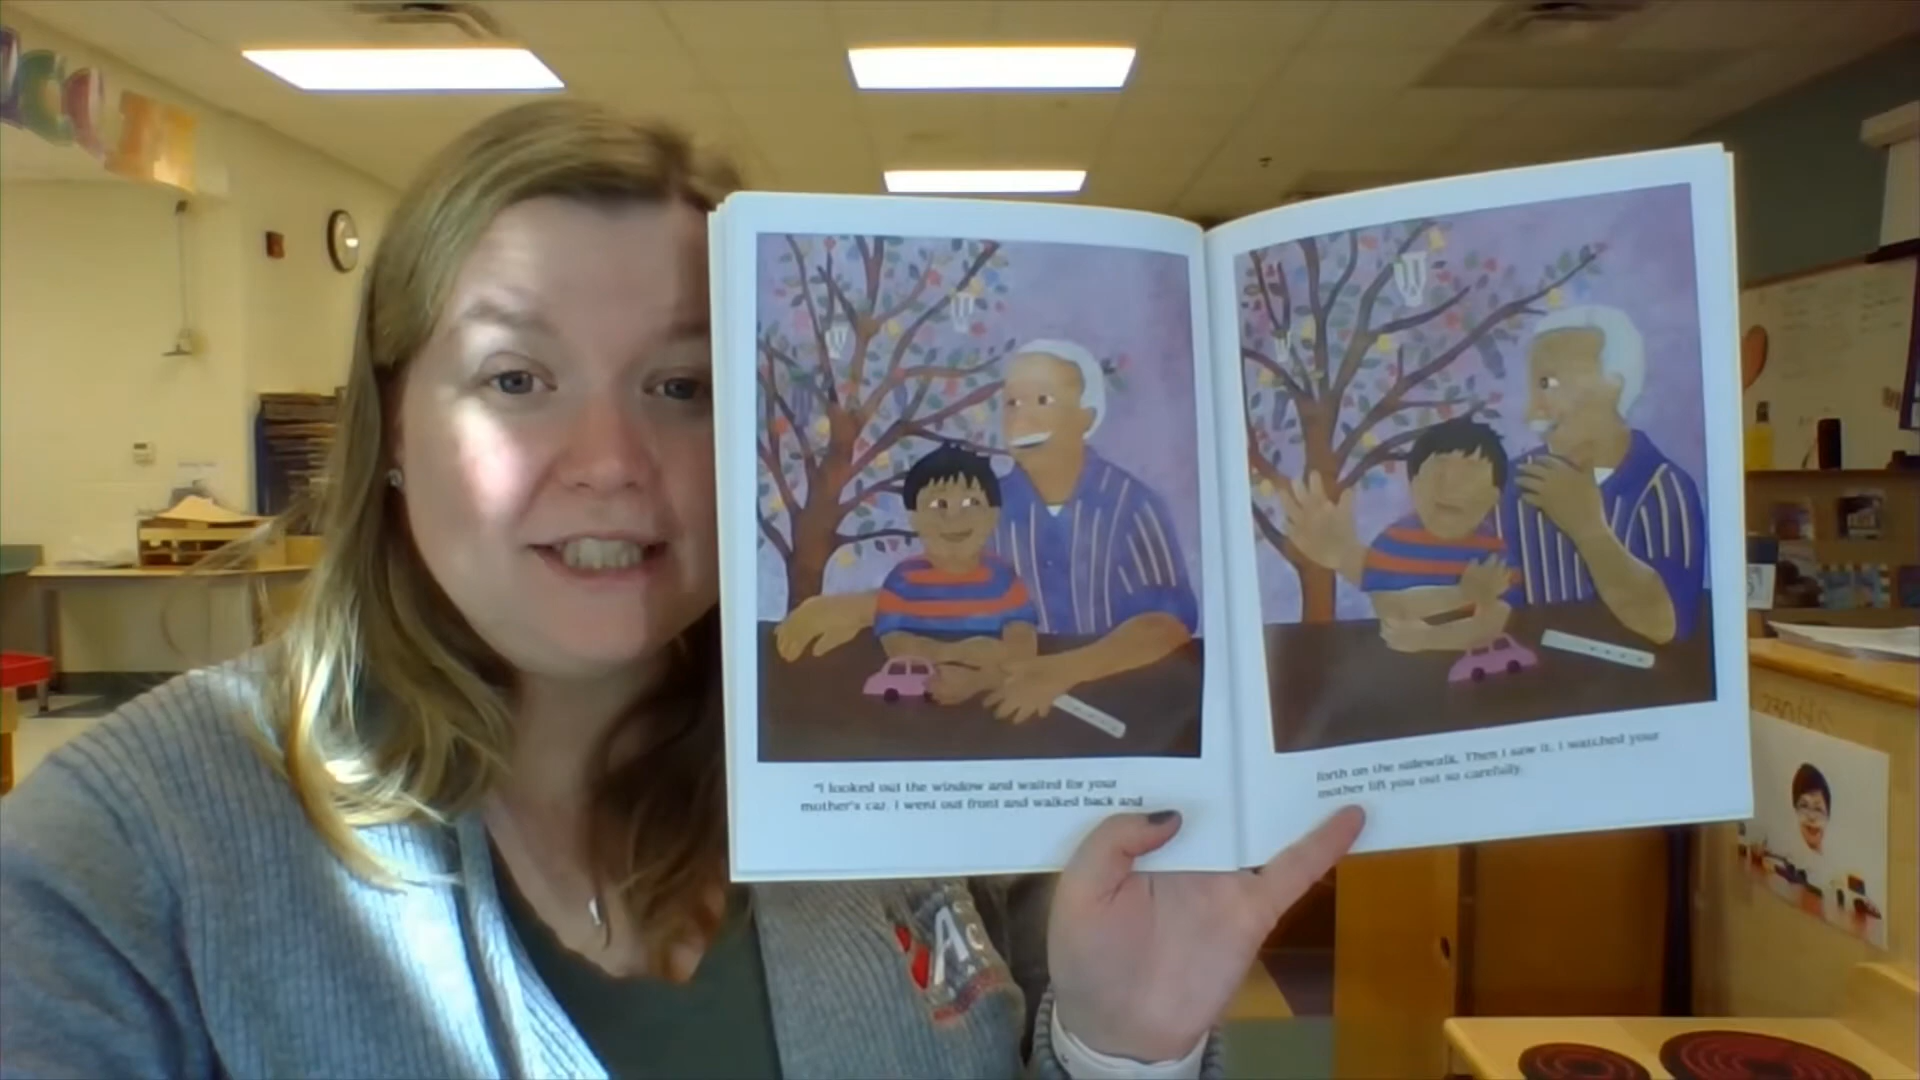 "I looked out the window and waited for your
mother's car. I went out front and walked back and
forth on the sidewalk. Then I saw it. I watched your
mother lift you out so carefully.